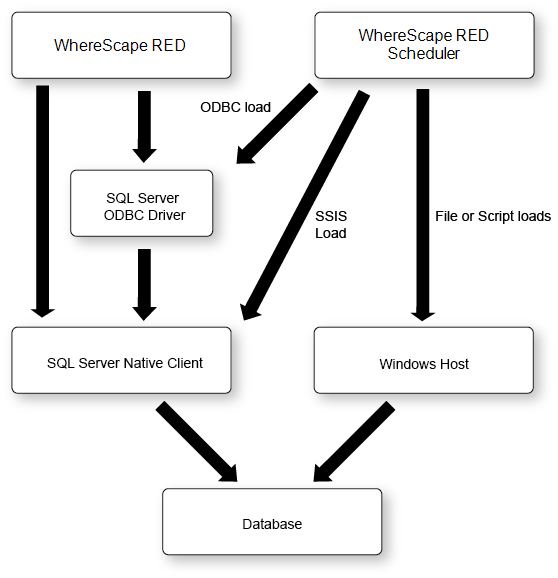 WhereScape RED
WhereScape RED
Scheduler
ODBC load
SQL Server
ODBC Driver
SSIS
Load
File or Script loads
SQL Server Native Client
Windows Host
Database